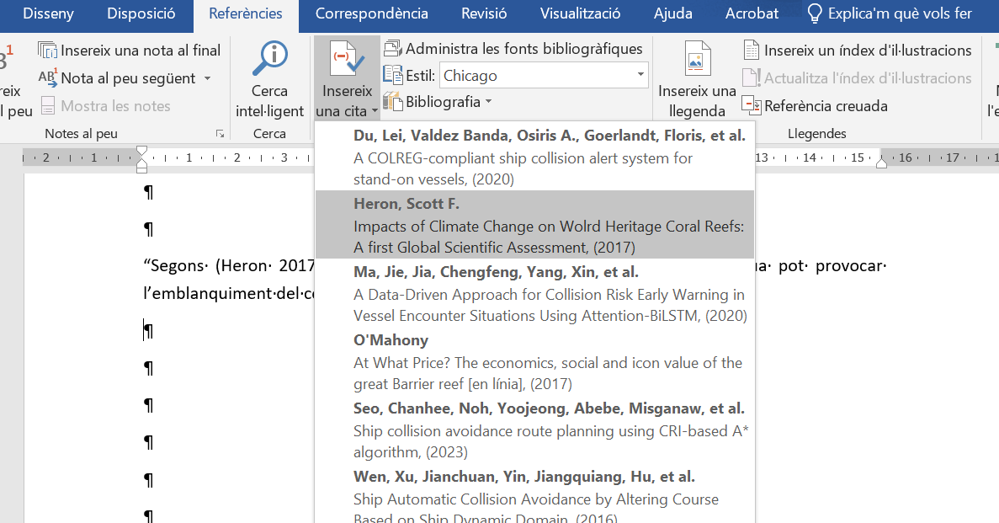 Disseny Disposició Referències Correspondència Revisió Visualització Ajuda Acrobat Explica'm què vols fer
Insereix una nota al final
AB1 Nota al peu següent
Mostra les notes
l peu
Notes al peu
Cerca
intel·ligent
Cerca
Insereix
una cita
Administra les fonts bibliogràfiques
Estil: Chicago
Bibliografia
Insereix una
llegenda
Insereix un índex d'il·lustracions
Actualitza l'índex d'il·lustracions
Referència creuada
Llegendes
2 1 1 2 3 13 14 15 16 17
Du, Lei, Valdez Banda, Osiris A., Goerlandt, Floris, et al.
A COLREG-compliant ship collision alert system for
stand-on vessels, (2020)
Heron, Scott F.
Impacts of Climate Change on Wolrd Heritage Coral Reefs:
A first Global Scientific Assessment, (2017)
Ma, Jie, Jia, Chengfeng, Yang, Xin, et al.
A Data-Driven Approach for Collision Risk Early Warning in
Vessel Encounter Situations Using Attention-BiLSTM, (2020)
O'Mahony
At What Price? The economics, social and icon value of the
great Barrier reef [en línia], (2017)
Seo, Chanhee, Noh, Yoojeong, Abebe, Misganaw, et al.
Ship collision avoidance route planning using CRI-based A*
algorithm, (2023)
Wen, Xu, Jianchuan, Yin, Jiangquiang, Hu, et al.
Ship Automatic Collision Avoidance by Altering Course
Based on Ship Dynamic Domain, (2016)
¶
¶
“Segons· (Heron· 2017 pot· provocar·
l’emblanquiment·del·c
¶
¶
¶
¶
¶
¶